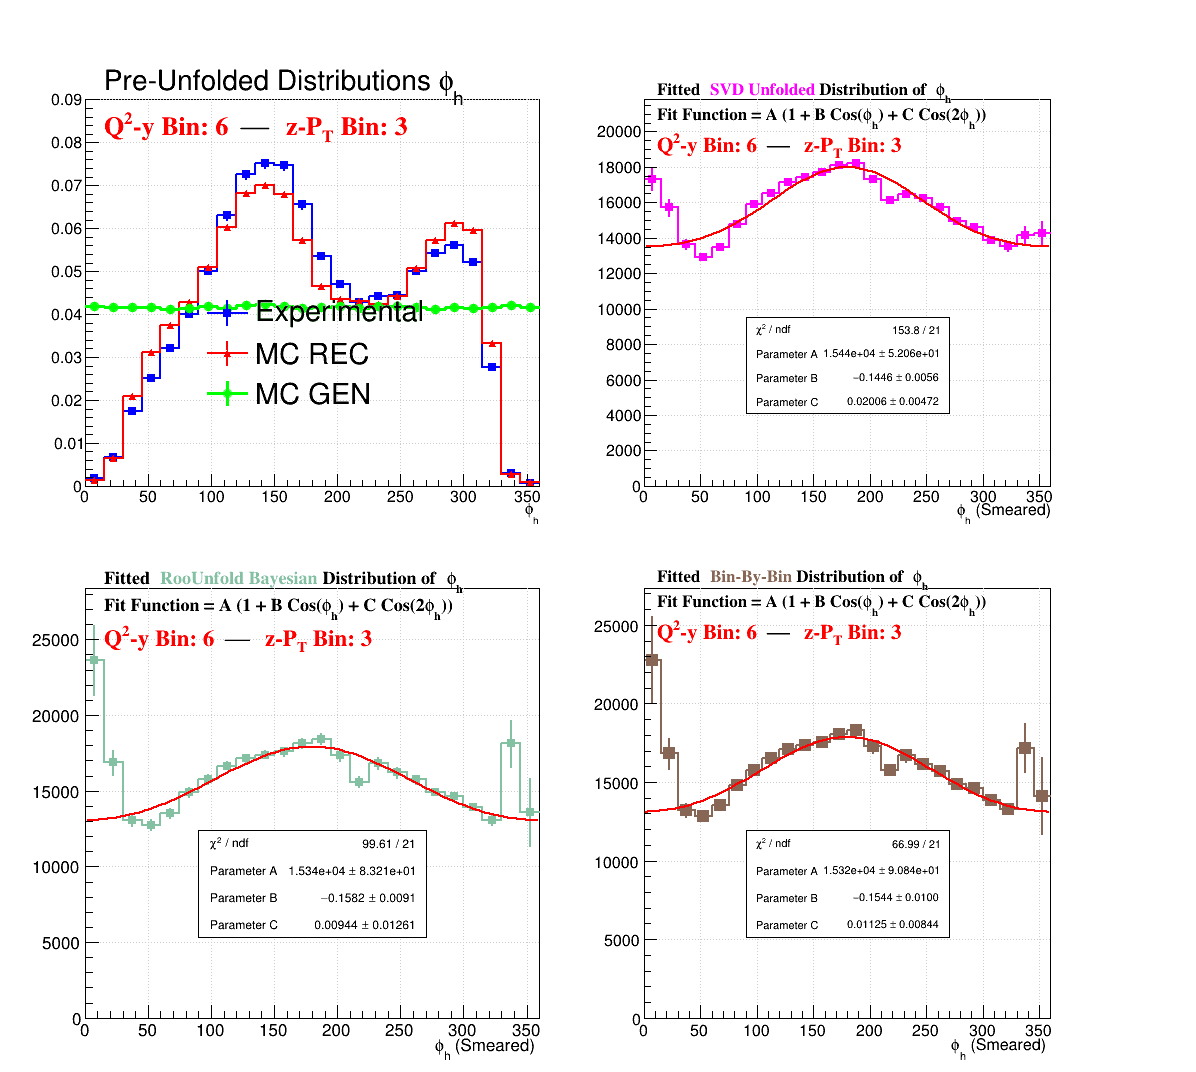 Pre-Unfolded Distributions ϕh
Q²-y Bin: 6 — z-PT Bin: 3
0.09
0.08
0.07
0.06
0.05
0.04
0.03
0.02
0.01
0
Experimental
MC REC
MC GEN
0 50 100 150 200 250 300 350
ϕh
Fitted SVD Unfolded Distribution of ϕh
Fit Function = A (1 + B Cos(ϕh) + C Cos(2ϕh))
Q²-y Bin: 6 — z-PT Bin: 3
20000
18000
16000
14000
12000
10000
8000
6000
4000
2000
0
χ² / ndf 153.8 / 21
Parameter A 1.544e+04 ± 5.206e+01
Parameter B −0.1446 ± 0.0056
Parameter C 0.02006 ± 0.00472
0 50 100 150 200 250 300 350
ϕh (Smeared)
Fitted RooUnfold Bayesian Distribution of ϕh
Fit Function = A (1 + B Cos(ϕh) + C Cos(2ϕh))
Q²-y Bin: 6 — z-PT Bin: 3
25000
20000
15000
10000
5000
0
χ² / ndf 99.61 / 21
Parameter A 1.534e+04 ± 8.321e+01
Parameter B −0.1582 ± 0.0091
Parameter C 0.00944 ± 0.01261
0 50 100 150 200 250 300 350
ϕh (Smeared)
Fitted Bin-By-Bin Distribution of ϕh
Fit Function = A (1 + B Cos(ϕh) + C Cos(2ϕh))
Q²-y Bin: 6 — z-PT Bin: 3
25000
20000
15000
10000
5000
0
χ² / ndf 66.99 / 21
Parameter A 1.532e+04 ± 9.084e+01
Parameter B −0.1544 ± 0.0100
Parameter C 0.01125 ± 0.00844
0 50 100 150 200 250 300 350
ϕh (Smeared)